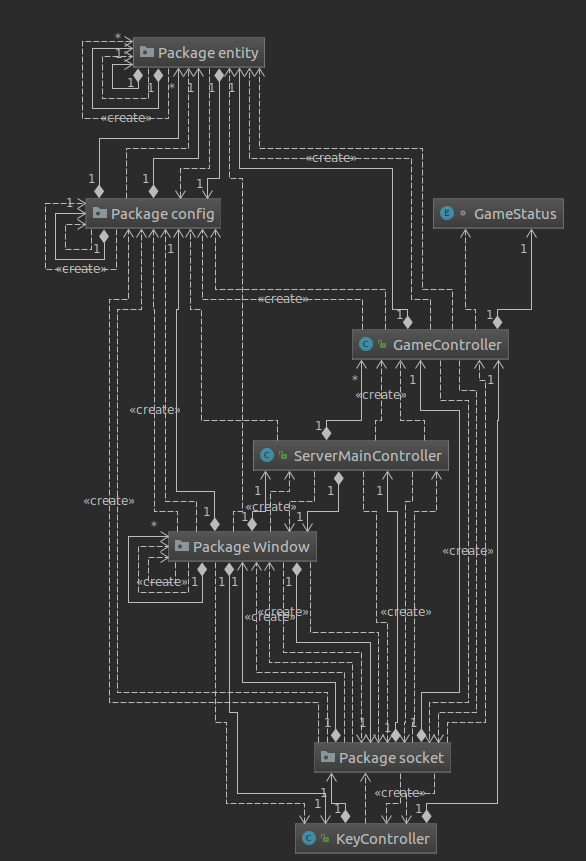 *
Package entity
1
1
1
*
1
1
«create»
«create»
1
1
1
1
Package config
E GameStatus
1
1
1
«create»
«create»
1
1
C GameController
*
1
1
«create»
«create»
1
C ServerMainController
1
1
1
«create»
1
1
1
*
Package Window
«create»
«create»
1
1
1
1
«create»
«create»
«create»
1
1
1
1
Package socket
1
«create»
1
1
1
C KeyController